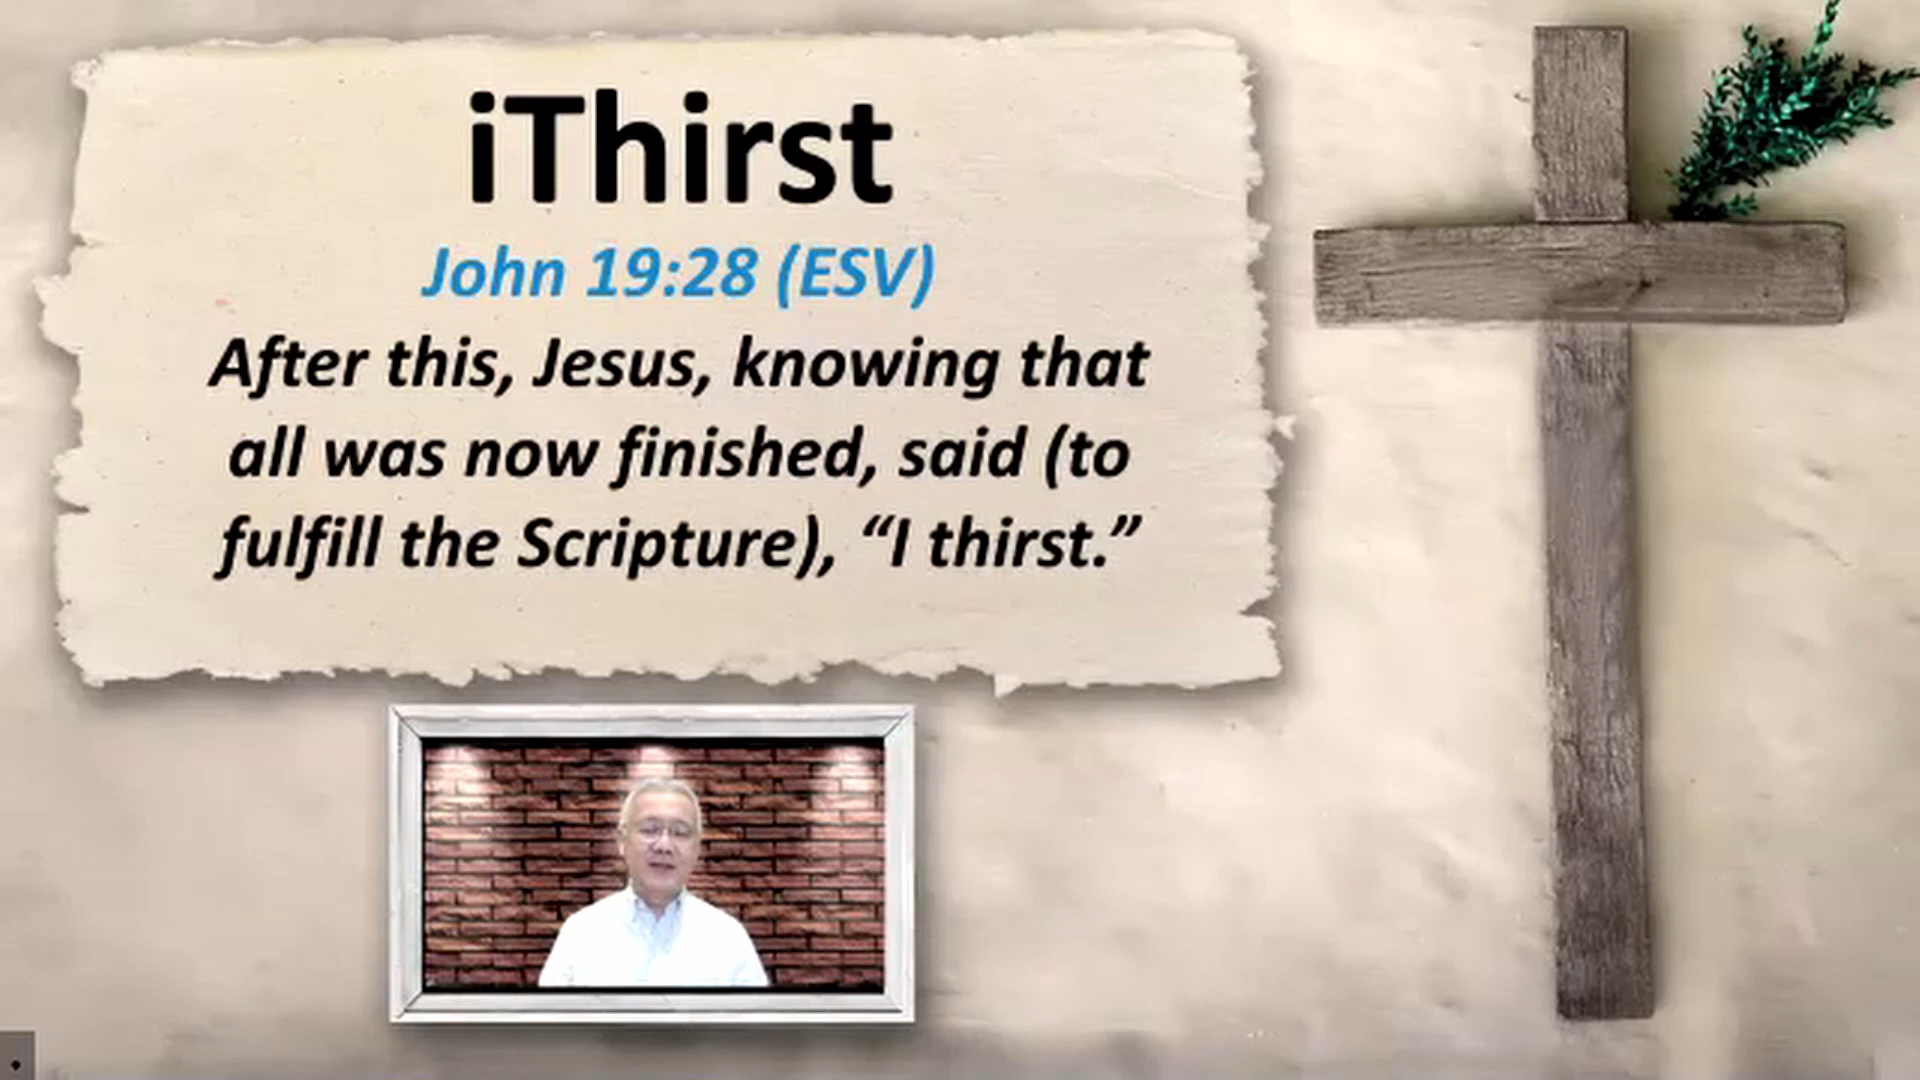 iThirst
John 19:28 (ESV)
After this, Jesus, knowing that
all was now finished, said (to
fulfill the Scripture), “I thirst.”